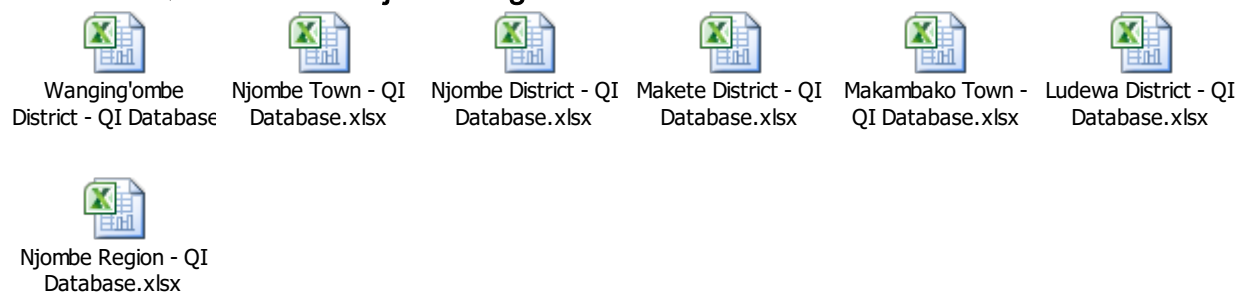 Wanging'ombe
District - QI Database
Njombe Town - QI
Database.xlsx
Njombe District - QI
Database.xlsx
Makete District - QI
Database.xlsx
Makambako Town -
QI Database.xlsx
Ludewa District - QI
Database.xlsx
Njombe Region - QI
Database.xlsx